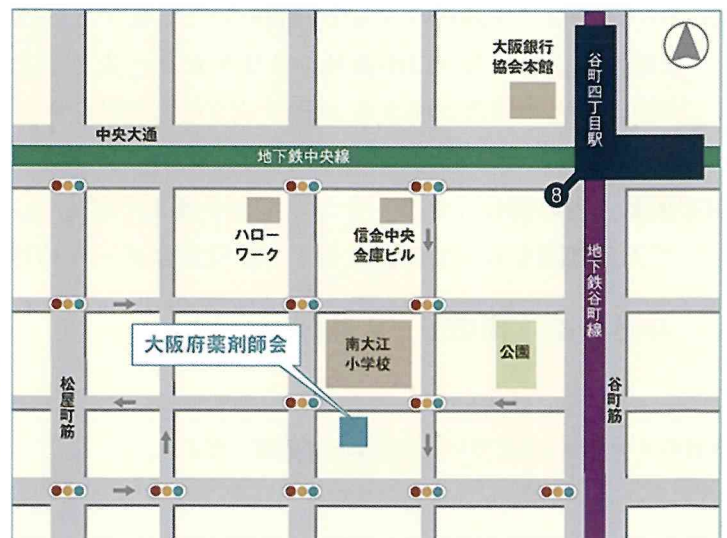 大阪銀行
協会本館
谷町四丁目駅
中央大通
地下鉄中央線
8
ハロー
ワーク
信金中央
金庫ビル
地下鉄谷町線
大阪府薬剤師会
南大江
小学校
公園
松屋町筋
谷町筋